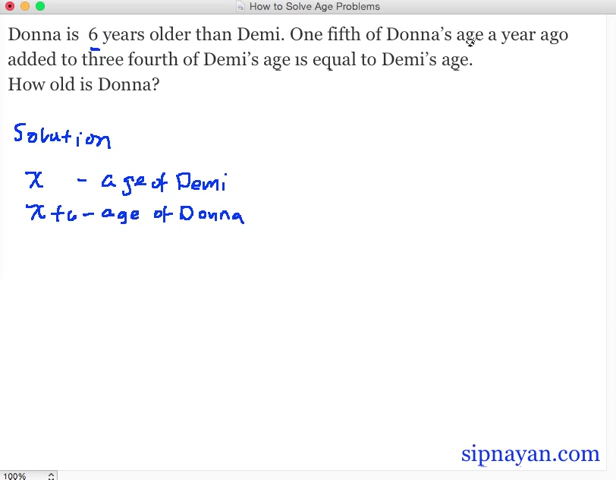 How to Solve Age Problems
Donna is 6 years older than Demi. One fifth of Donna's age a year ago
added to three fourth of Demi's age is equal to Demi's age.
How old is Donna?
Solution
x - age of Demi
x+6 - age of Donna
sipnayan.com
100%